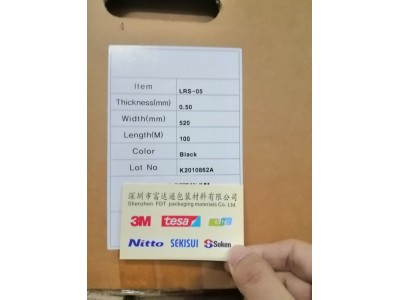 Item LRS-05
Thickness(mm) 0.50
Width(mm) 520
Length(M) 100
Color Black
Lot No K2010862A
深圳市富达通包装材料有限公司
Shenzhen FDT packaging materials Co. Ltd.
3M tesa
Nitto SEKISUI Soken